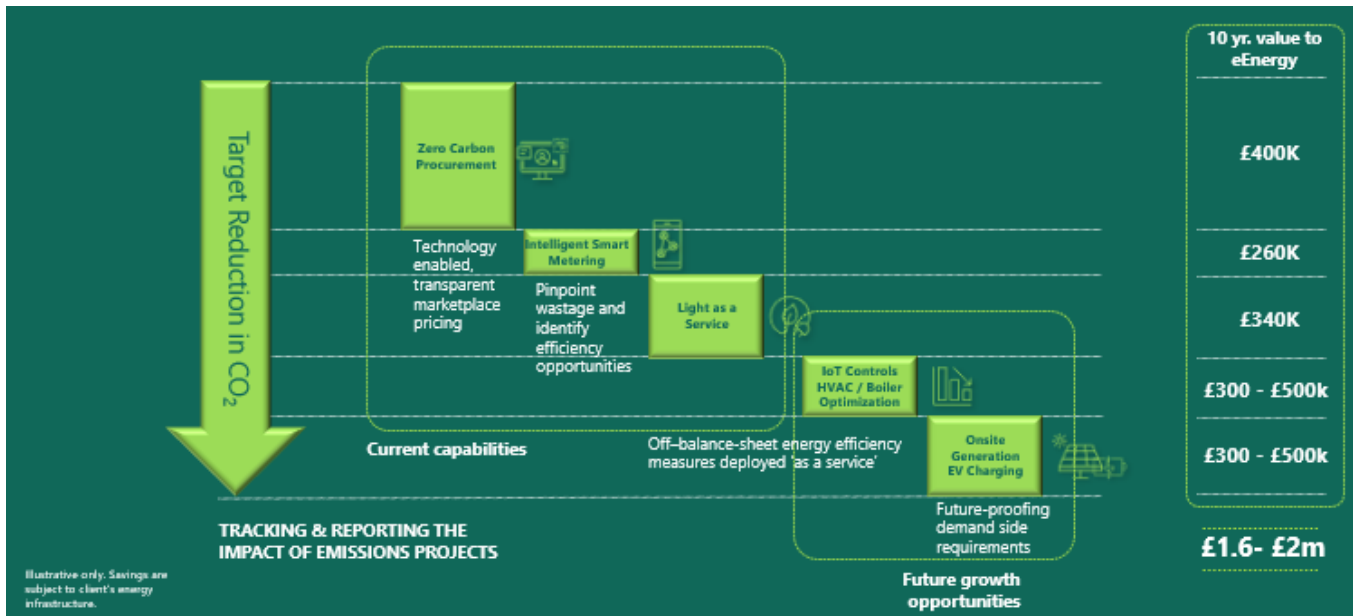 10 yr. value to
eEnergy
Target Reduction in CO₂
Zero Carbon
Procurement
£400K
Technology
enabled,
transparent
marketplace
pricing
Intelligent Smart
Metering
£260K
Pinpoint
wastage and
identify
efficiency
opportunities
Light as a
Service
£340K
IoT Controls
HVAC / Boiler
Optimization
£300 - £500k
Current capabilities
Off–balance-sheet energy efficiency
measures deployed ‘as a service’
Onsite
Generation
EV Charging
£300 - £500k
Future-proofing
demand side
requirements
TRACKING & REPORTING THE
IMPACT OF EMISSIONS PROJECTS
£1.6- £2m
Future growth
opportunities
Illustrative only. Savings are
subject to client's energy
infrastructure.